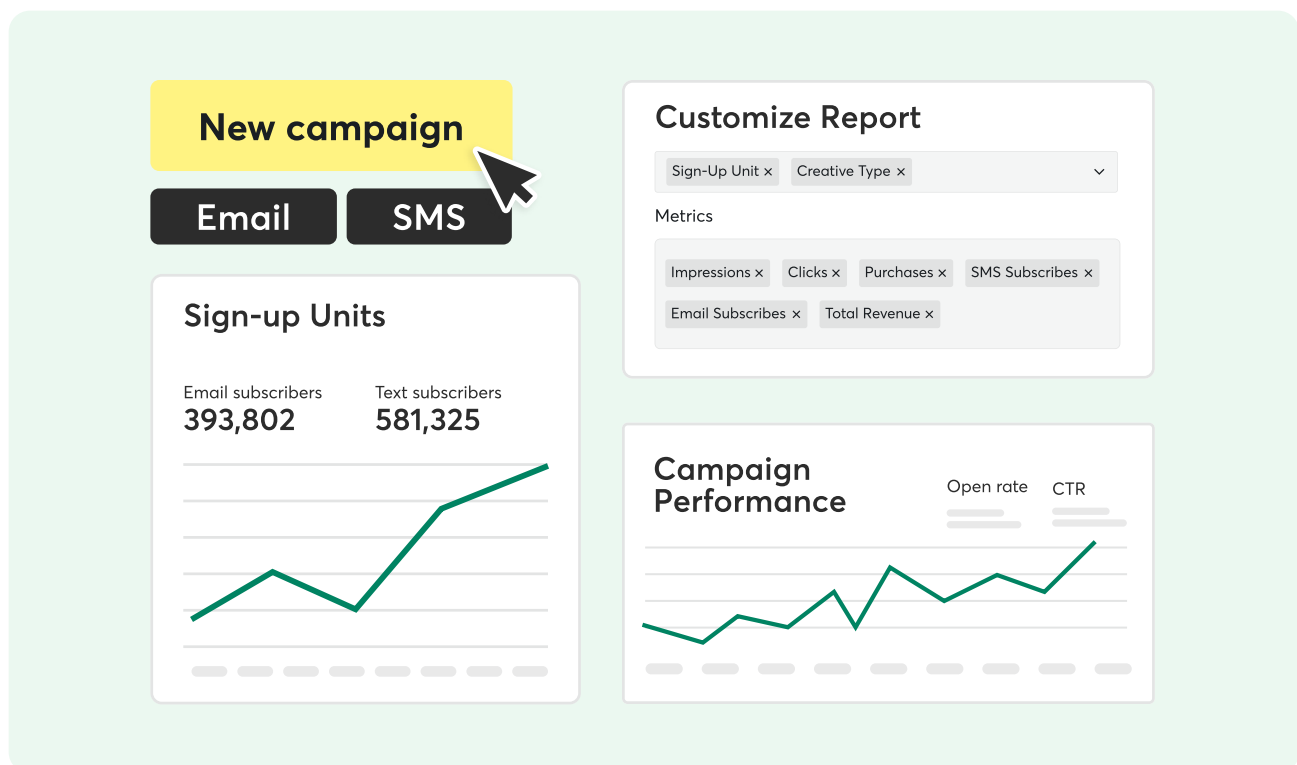 New campaign
Email SMS
Sign-up Units
Email subscribers Text subscribers
393,802 581,325
Customize Report
Sign-Up Unit × Creative Type ×
Metrics
Impressions × Clicks × Purchases × SMS Subscribes ×
Email Subscribes × Total Revenue ×
Campaign
Performance
Open rate CTR